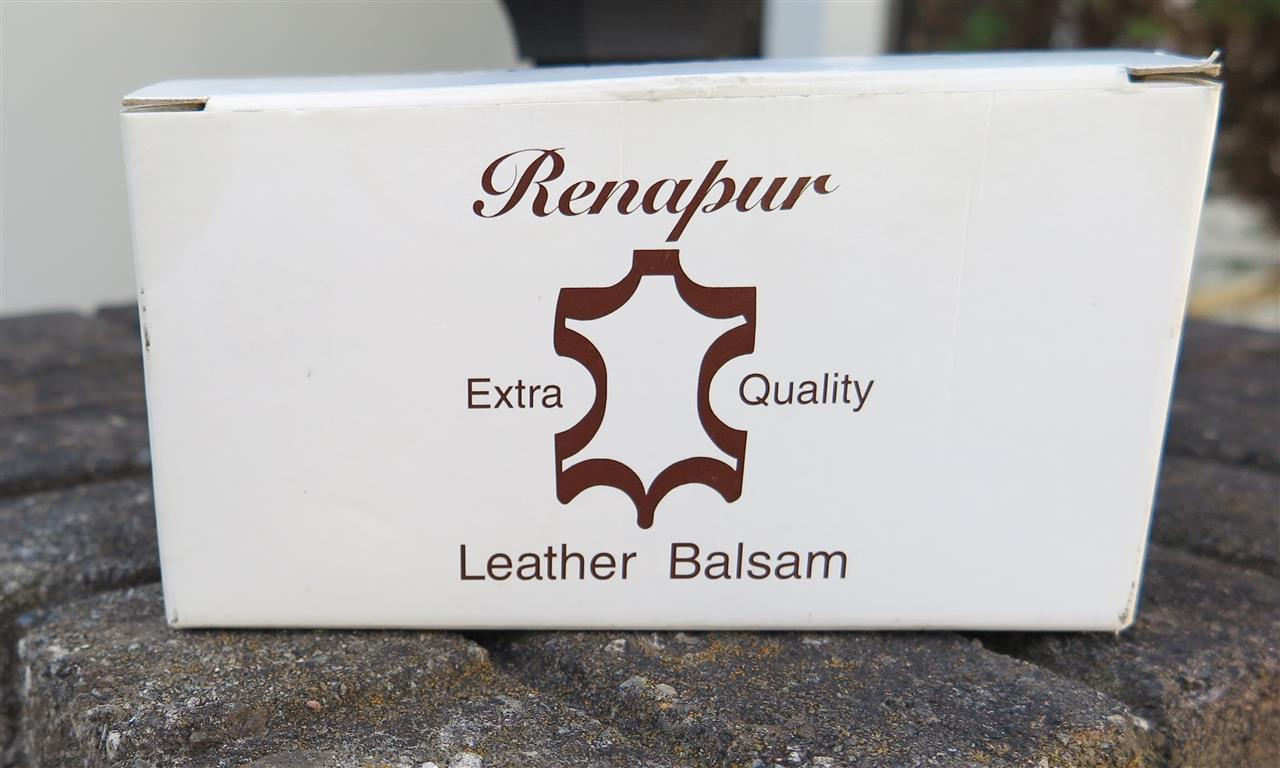 Renapur
Extra Quality
Leather Balsam